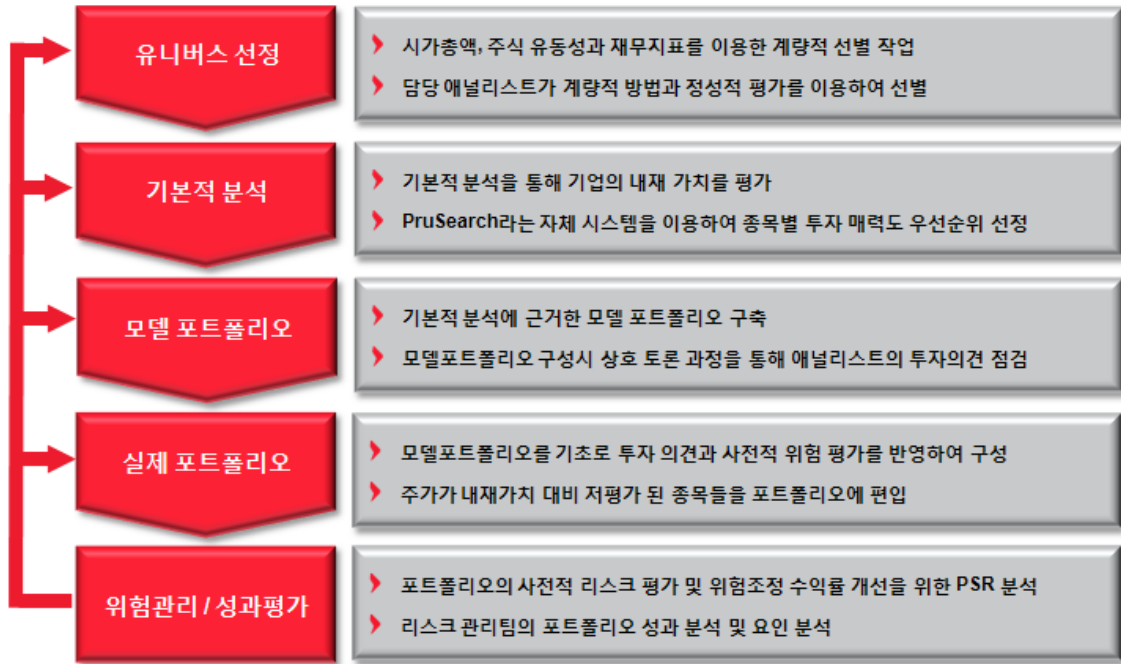 유니버스 선정
시가총액, 주식 유동성과 재무지표를 이용한 계량적 선별 작업
담당 애널리스트가 계량적 방법과 정성적 평가를 이용하여 선별
기본적 분석
기본적 분석을 통해 기업의 내재 가치를 평가
PruSearch라는 자체 시스템을 이용하여 종목별 투자 매력도 우선순위 선정
모델 포트폴리오
기본적 분석에 근거한 모델 포트폴리오 구축
모델포트폴리오 구성시 상호 토론 과정을 통해 애널리스트의 투자의견 점검
실제 포트폴리오
모델포트폴리오를 기초로 투자 의견과 사전적 위험 평가를 반영하여 구성
주가가 내재가치 대비 저평가 된 종목들을 포트폴리오에 편입
위험관리 / 성과평가
포트폴리오의 사전적 리스크 평가 및 위험조정 수익률 개선을 위한 PSR 분석
리스크 관리팀의 포트폴리오 성과 분석 및 요인 분석